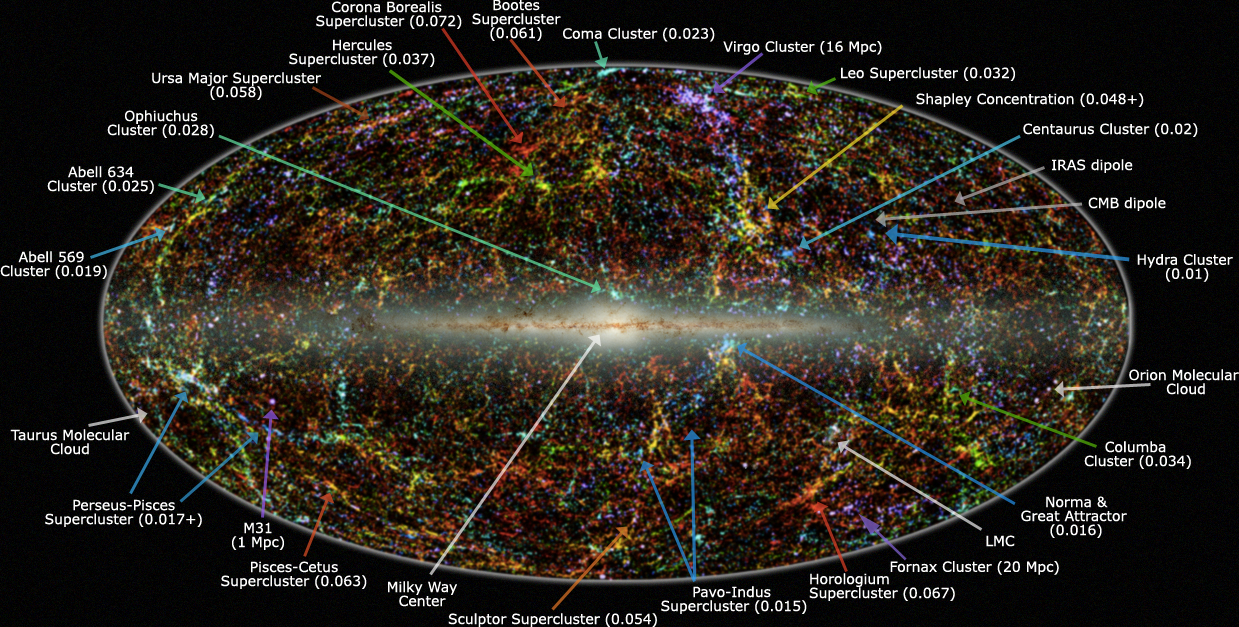 Corona Borealis
Supercluster (0.072)
Bootes
Supercluster
(0.061)
Coma Cluster (0.023)
Virgo Cluster (16 Mpc)
Hercules
Supercluster (0.037)
Leo Supercluster (0.032)
Ursa Major Supercluster
(0.058)
Shapley Concentration (0.048+)
Ophiuchus
Cluster (0.028)
Centaurus Cluster (0.02)
IRAS dipole
Abell 634
Cluster (0.025)
CMB dipole
Abell 569
Cluster (0.019)
Hydra Cluster
(0.01)
Orion Molecular
Cloud
Taurus Molecular
Cloud
Columba
Cluster (0.034)
Perseus-Pisces
Supercluster (0.017+)
Norma &
Great Attractor
(0.016)
M31
(1 Mpc)
LMC
Pisces-Cetus
Supercluster (0.063)
Fornax Cluster (20 Mpc)
Milky Way
Center
Horologium
Supercluster (0.067)
Pavo-Indus
Supercluster (0.015)
Sculptor Supercluster (0.054)